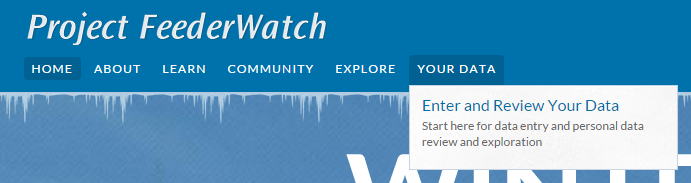 Project FeederWatch
HOME ABOUT LEARN COMMUNITY EXPLORE YOUR DATA
Enter and Review Your Data
Start here for data entry and personal data
review and exploration